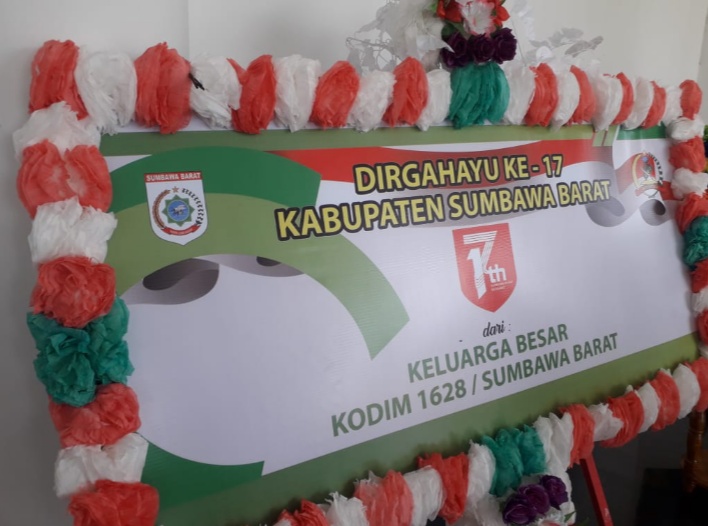 SUMBAWA BARAT
DIRGAHAYU KE - 17
KABUPATEN SUMBAWA BARAT
17th
dari :
KELUARGA BESAR
KODIM 1628 / SUMBAWA BARAT